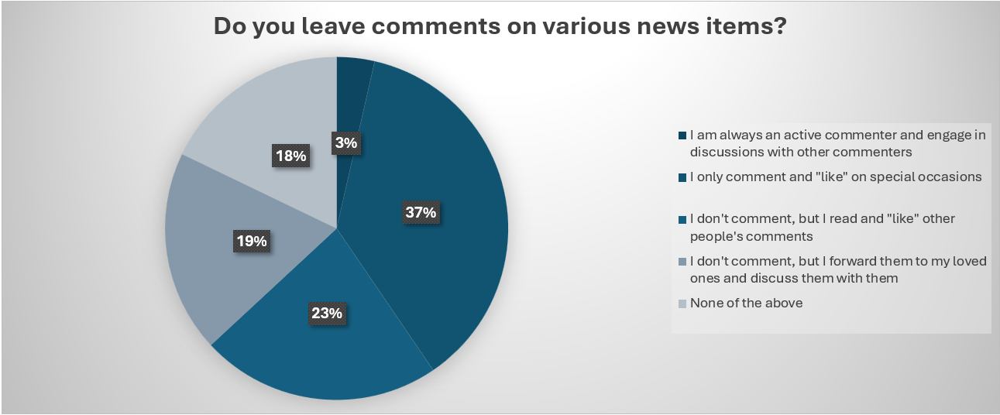 Do you leave comments on various news items?
3%
18%
37%
19%
23%
I am always an active commenter and engage in
discussions with other commenters
I only comment and "like" on special occasions
I don't comment, but I read and "like" other
people's comments
I don't comment, but I forward them to my loved
ones and discuss them with them
None of the above